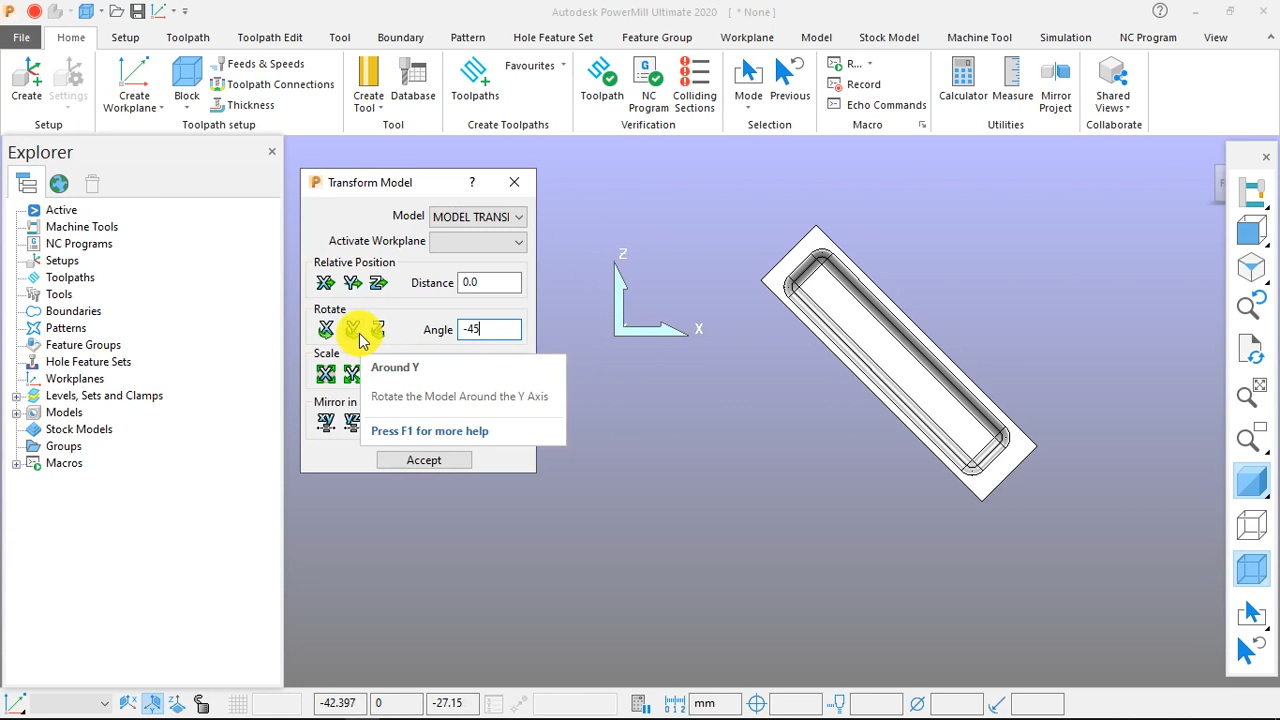 Autodesk PowerMill Ultimate 2020 [ * None ]
File Home Setup Toolpath Toolpath Edit Tool Boundary Pattern Hole Feature Set Feature Group Workplane Model Stock Model Machine Tool Simulation NC Program View
Create
Settings
Setup
Create
Workplane
Block
Feeds & Speeds
Toolpath Connections
Thickness
Toolpath setup
Create
Tool
Database
Tool
Toolpaths
Favourites
Create Toolpaths
Toolpath
NC
Program
Colliding
Sections
Verification
Mode
Previous
Selection
R...
Record
Echo Commands
Macro
Calculator
Measure
Mirror
Project
Utilities
Shared
Views
Collaborate
Explorer
Active
Machine Tools
NC Programs
Setups
Toolpaths
Tools
Boundaries
Patterns
Feature Groups
Hole Feature Sets
Workplanes
Levels, Sets and Clamps
Models
Stock Models
Groups
Macros
Transform Model ?
Model MODEL TRANSI
Activate Workplane
Relative Position
X Y Z Distance 0.0
Rotate
Angle -45
Scale
Mirror in
Accept
Around Y
Rotate the Model Around the Y Axis
Press F1 for more help
Z
X
-42.397 0 -27.15 mm